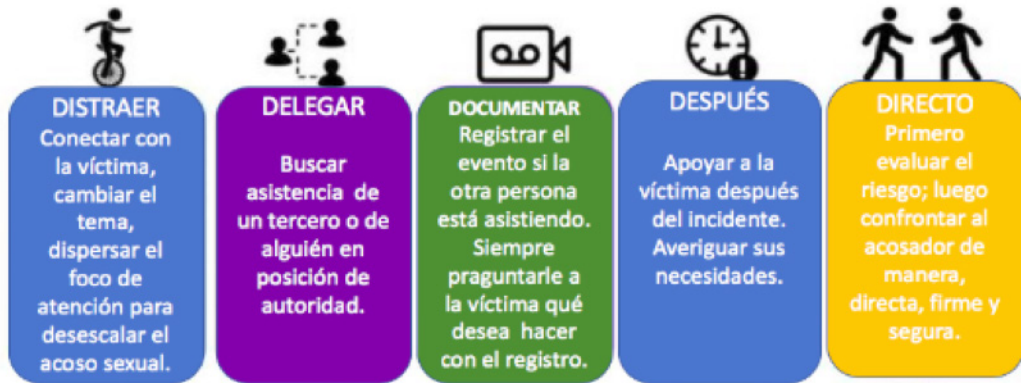 DISTRAER
Conectar con
la víctima,
cambiar el
tema,
dispersar el
foco de
atención para
desescalar el
acoso sexual.
DELEGAR
Buscar
asistencia de
un tercero o de
alguién en
posición de
autoridad.
DOCUMENTAR
Registrar el
evento si la
otra persona
está asistiendo.
Siempre
praguntarle a
la víctima qué
desea hacer
con el registro.
DESPUÉS
Apoyar a la
víctima después
del incidente.
Averiguar sus
necesidades.
DIRECTO
Primero
evaluar el
riesgo; luego
confrontar al
acosador de
manera,
directa, firme y
segura.